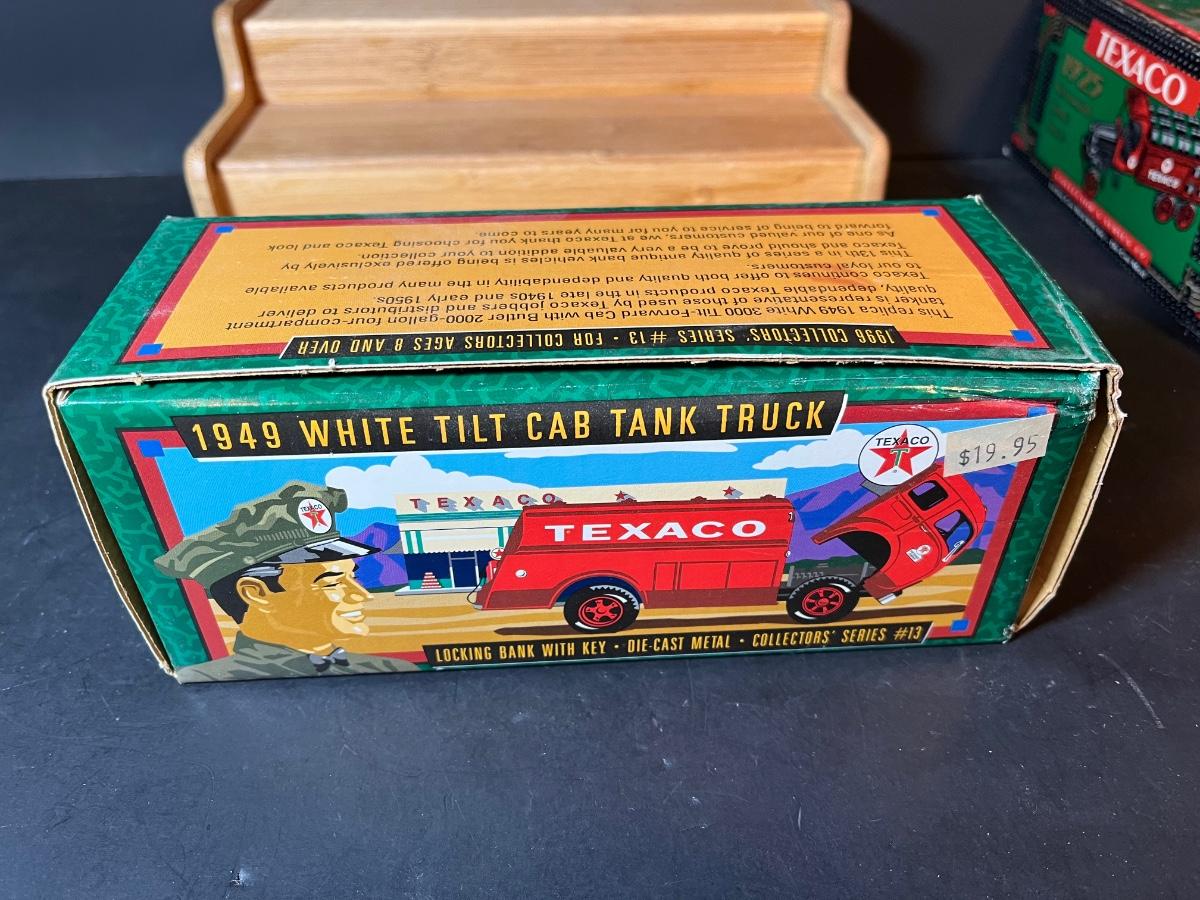 This replica 1949 White 3000 Tilt-Forward Cab with Butler 2000-gallon four-compartment
tanker is representative of those used by Texaco jobbers and distributors to deliver
quality, dependable Texaco products in the late 1940s and early 1950s.
Texaco continues to offer both quality and dependability in the many products available
to our loyal customers.
This 13th in a series of quality antique bank vehicles is being offered exclusively by
Texaco and should prove to be a very valuable addition to your collection.
As are our valued customers, we at Texaco thank you for choosing Texaco and look
forward to being of service to you for many years to come.
1996 COLLECTORS' SERIES #13 • FOR COLLECTORS AGES 8 AND OVER
1949 WHITE TILT CAB TANK TRUCK
TEXACO
T
$19.95
TEXACO
TEXACO
TEXACO
LOCKING BANK WITH KEY • DIE-CAST METAL • COLLECTORS' SERIES #13
TEXACO
1925
TEXACO